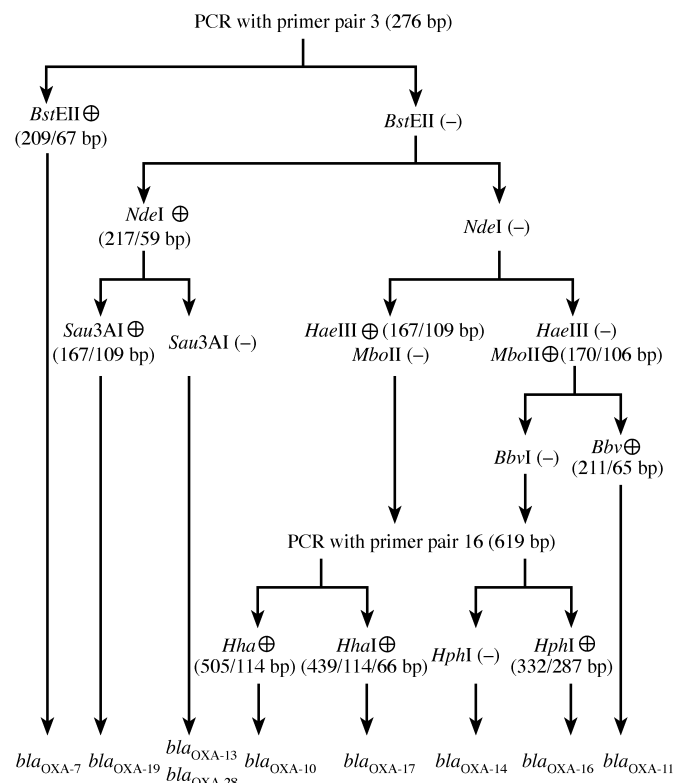 PCR with primer pair 3 (276 bp)
BstEII ⊕
(209/67 bp)
BstEII (–)
NdeI ⊕
(217/59 bp)
NdeI (–)
Sau3AI ⊕
(167/109 bp)
Sau3AI (–)
HaeIII ⊕ (167/109 bp)
MboII (–)
HaeIII (–)
MboII ⊕ (170/106 bp)
BbvI (–)
Bbv ⊕
(211/65 bp)
PCR with primer pair 16 (619 bp)
Hha ⊕
(505/114 bp)
HhaI ⊕
(439/114/66 bp)
HphI (–)
HphI ⊕
(332/287 bp)
blaOXA-7
blaOXA-19
blaOXA-13
blaOXA-28
blaOXA-10
blaOXA-17
blaOXA-14
blaOXA-16
blaOXA-11